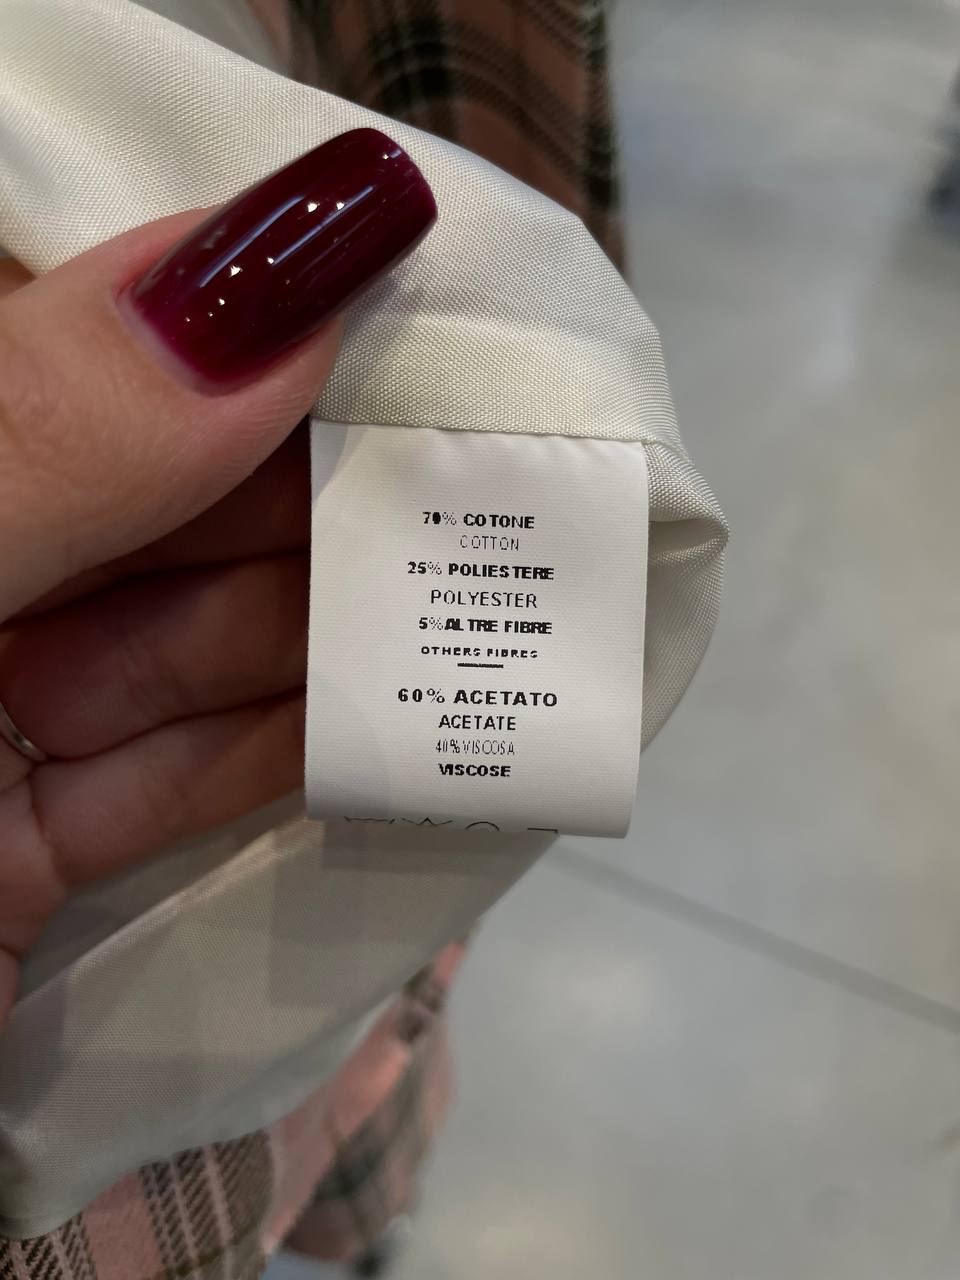 70% COTONE
COTTON
25% POLIESTERE
POLYESTER
5% ALTRE FIBRE
OTHERS FIBRES
60% ACETATO
ACETATE
40% VISCOSA
VISCOSE